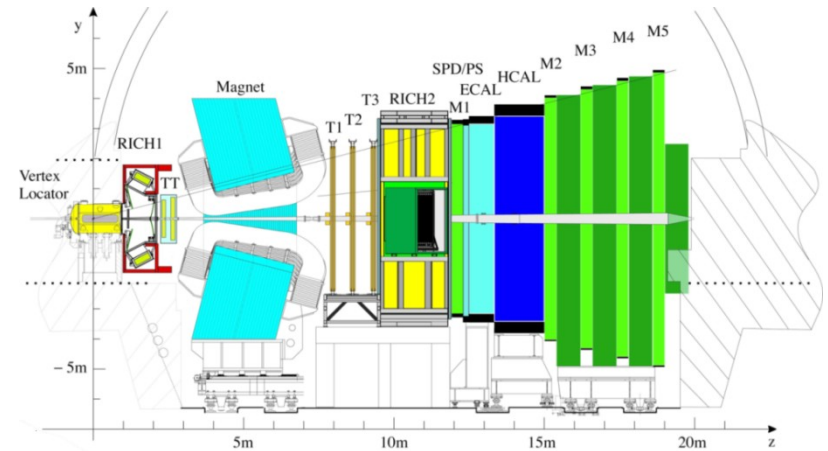 y
5m
Magnet
RICH1
TT
Vertex
Locator
T1
T2
T3
RICH2
M1
SPD/PS
ECAL
HCAL
M2
M3
M4
M5
− 5m
5m
10m
15m
20m
z